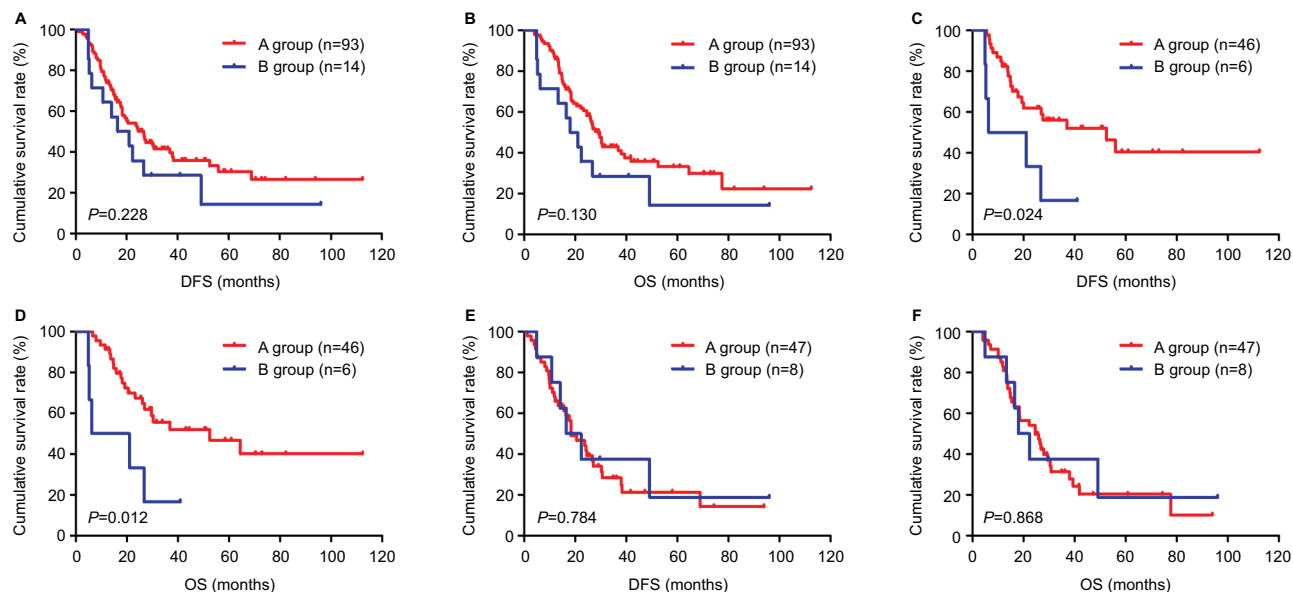 A
Cumulative survival rate (%)
100
80
60
40
20
0
A group (n=93)
B group (n=14)
P=0.228
0 20 40 60 80 100 120
DFS (months)
B
Cumulative survival rate (%)
100
80
60
40
20
0
A group (n=93)
B group (n=14)
P=0.130
0 20 40 60 80 100 120
OS (months)
C
Cumulative survival rate (%)
100
80
60
40
20
0
A group (n=46)
B group (n=6)
P=0.024
0 20 40 60 80 100 120
DFS (months)
D
Cumulative survival rate (%)
100
80
60
40
20
0
A group (n=46)
B group (n=6)
P=0.012
0 20 40 60 80 100 120
OS (months)
E
Cumulative survival rate (%)
100
80
60
40
20
0
A group (n=47)
B group (n=8)
P=0.784
0 20 40 60 80 100 120
DFS (months)
F
Cumulative survival rate (%)
100
80
60
40
20
0
A group (n=47)
B group (n=8)
P=0.868
0 20 40 60 80 100 120
OS (months)